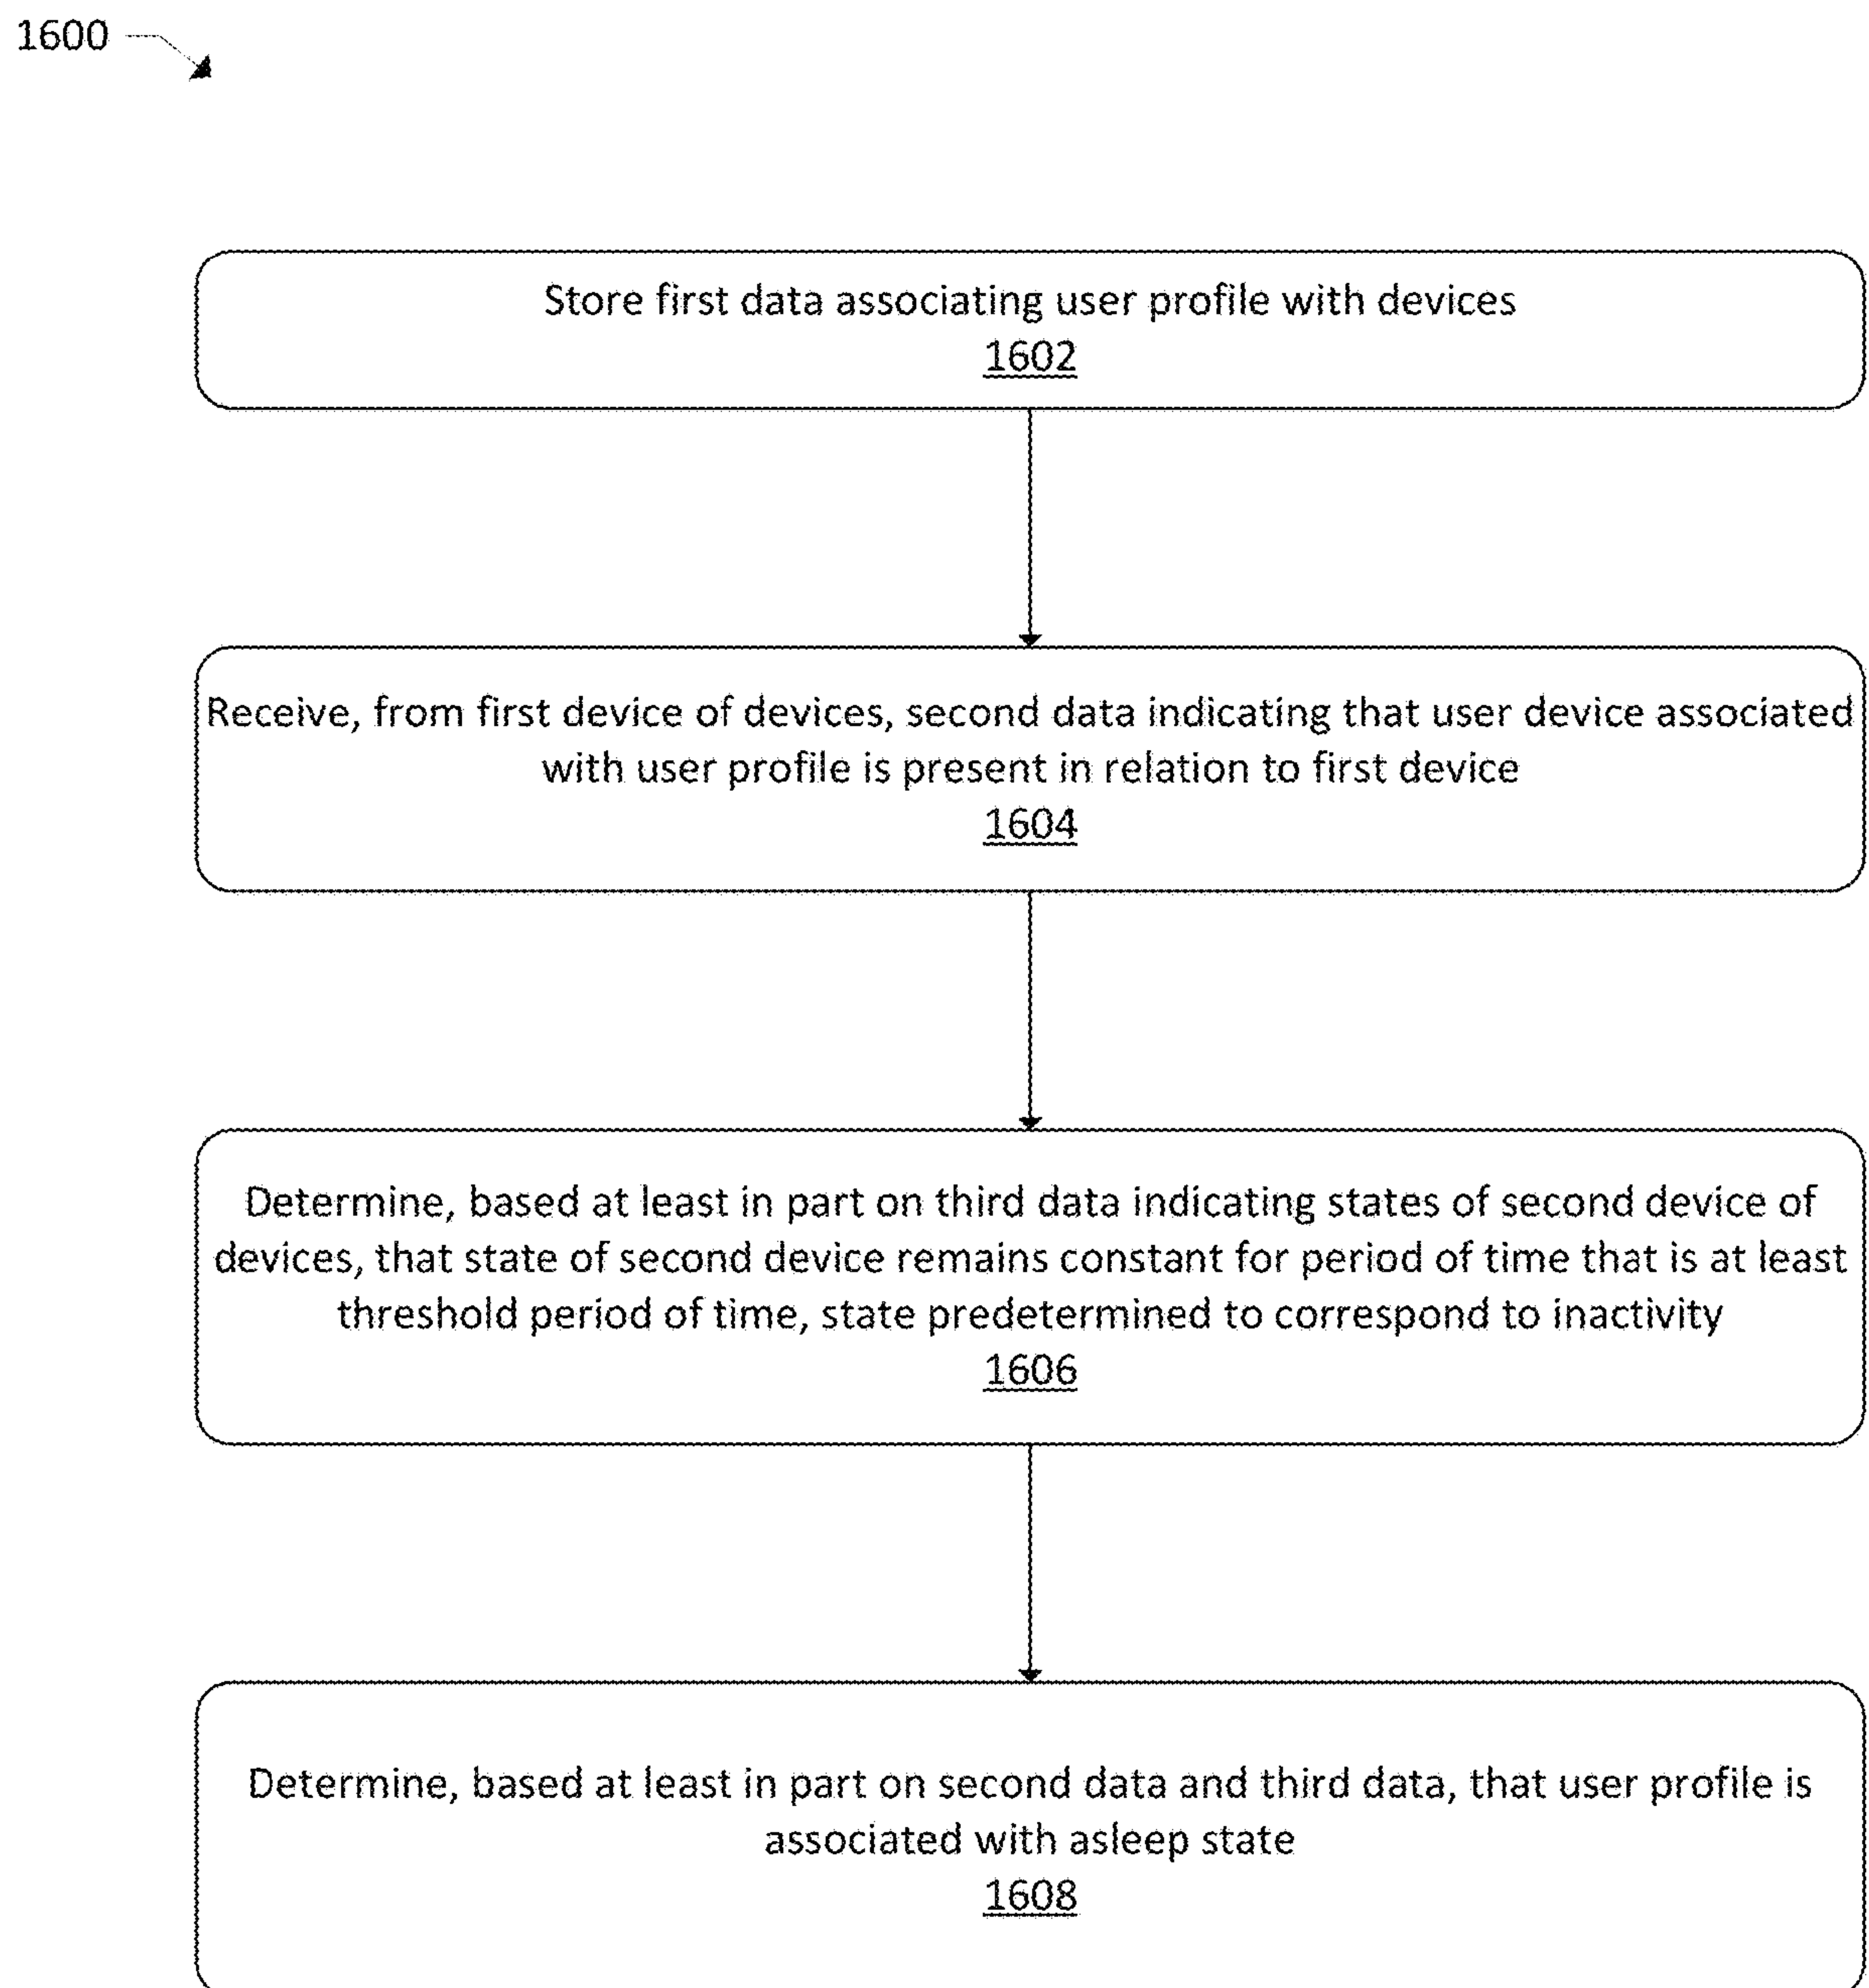 1600
Store first data associating user profile with devices
1602
Receive, from first device of devices, second data indicating that user device associated
with user profile is present in relation to first device
1604
Determine, based at least in part on third data indicating states of second device of
devices, that state of second device remains constant for period of time that is at least
threshold period of time, state predetermined to correspond to inactivity
1606
Determine, based at least in part on second data and third data, that user profile is
associated with asleep state
1608